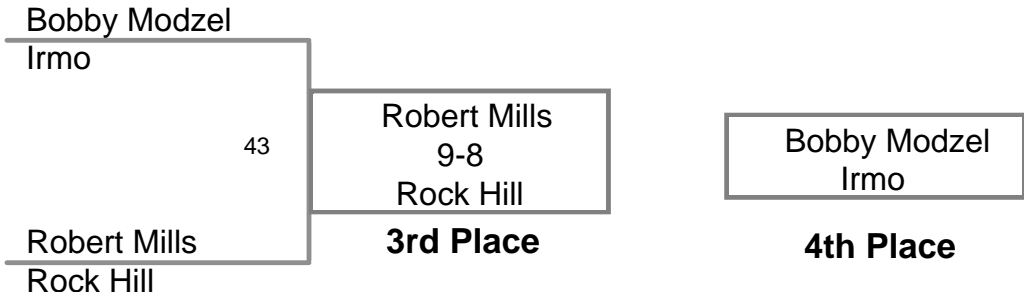 Bobby Modzel
Irmo
43
Robert Mills
9-8
Rock Hill
3rd Place
Robert Mills
Rock Hill
Bobby Modzel
Irmo
4th Place